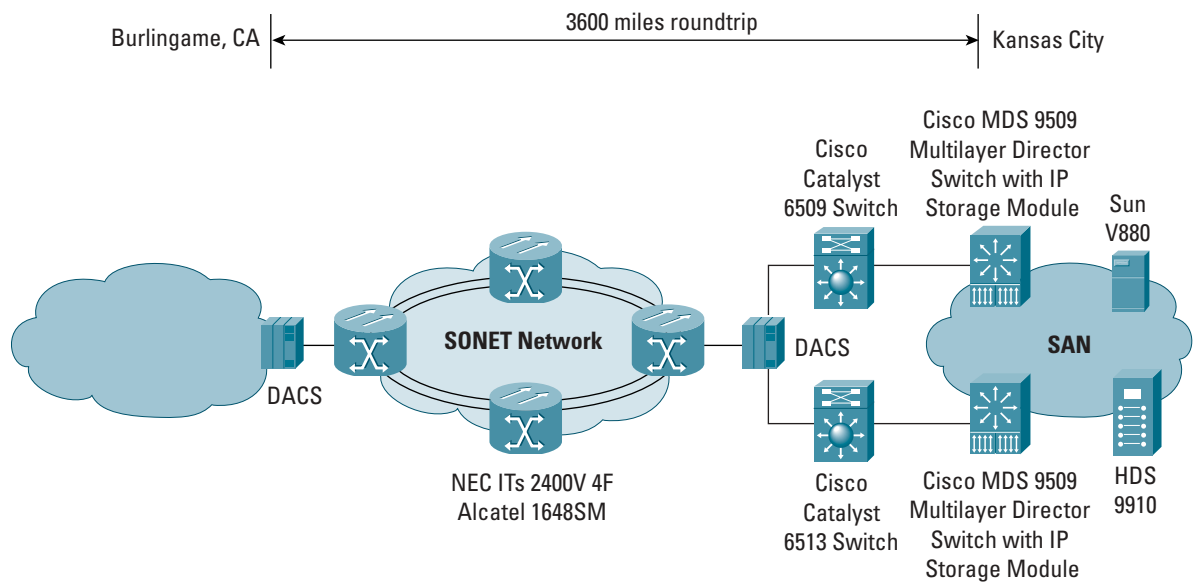 3600 miles roundtrip
Burlingame, CA
Kansas City
Cisco MDS 9509
Multilayer Director
Switch with IP
Storage Module
Cisco
Catalyst
6509 Switch
Sun
V880
SONET Network
DACS
SAN
DACS
NEC ITs 2400V 4F
Alcatel 1648SM
Cisco
Catalyst
6513 Switch
Cisco MDS 9509
Multilayer Director
Switch with IP
Storage Module
HDS
9910